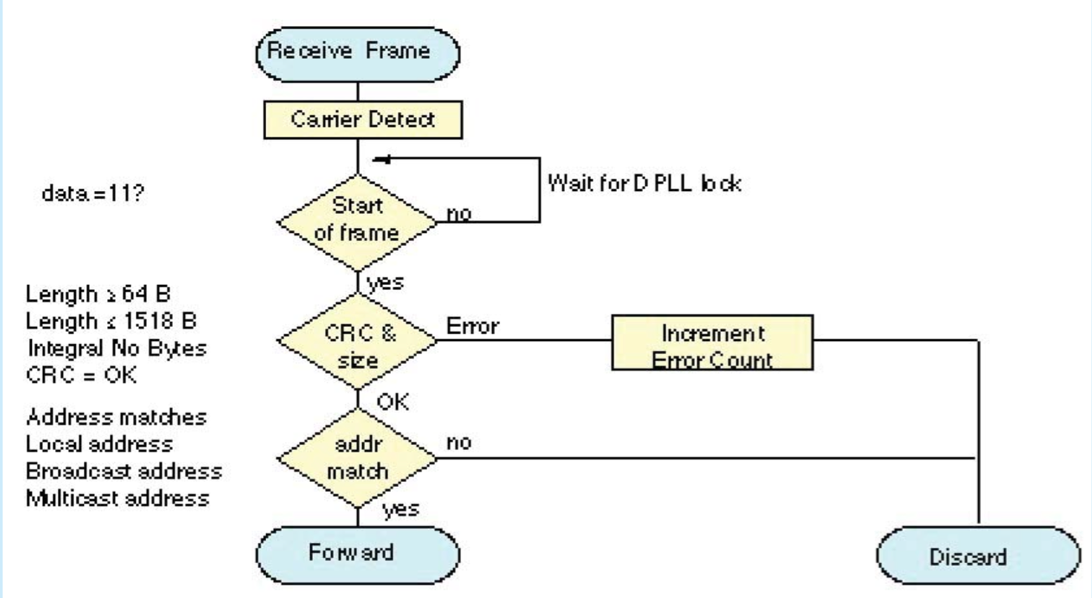 Receive Frame
Carrier Detect
Wait for DPLL lock
data =11?
Start
of frame
no
yes
Length ≥ 64 B
Length ≤ 1518 B
Integral No Bytes
CRC = OK
CRC &
size
Error
Increment
Error Count
OK
Address matches
Local address
Broadcast address
Multicast address
addr
match
no
yes
Forward
Discard